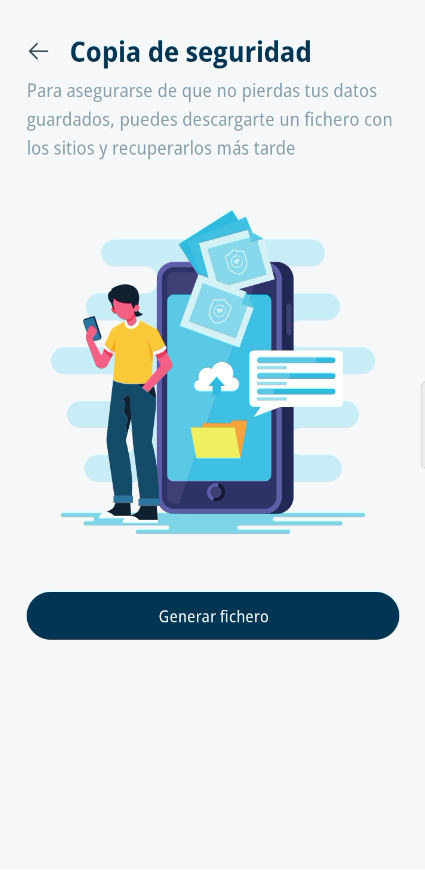 Copia de seguridad
Para asegurarse de que no pierdas tus datos
guardados, puedes descargarte un fichero con
los sitios y recuperarlos más tarde
Generar fichero